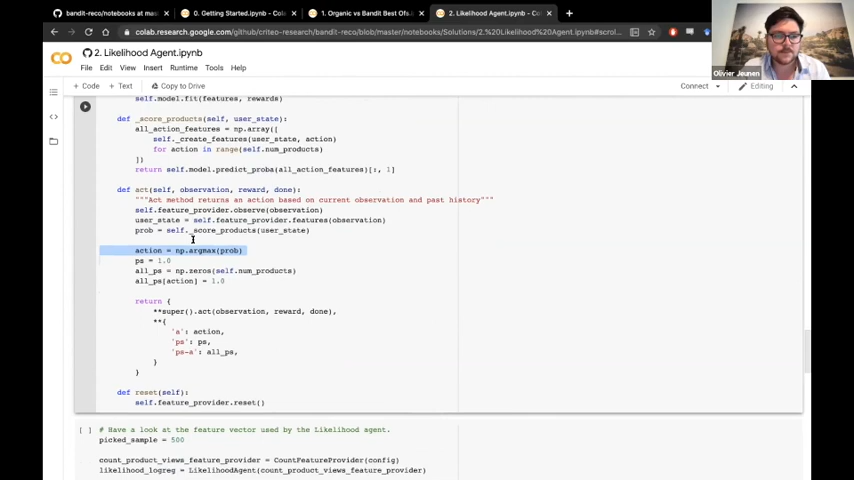 bandit-reco/notebooks at mas
0. Getting Started.ipynb - Cola
1. Organic vs Bandit Best Ofs.i
2. Likelihood Agent.ipynb - Col
colab.research.google.com/github/criteo-research/bandit-reco/blob/master/notebooks/Solutions/2.%20Likelihood%20Agent.ipynb#scrol...
Olivier Jeunen
2. Likelihood Agent.ipynb
File Edit View Insert Runtime Tools Help
+ Code + Text Copy to Drive
Connect
Editing
self.model.fit(features, rewards)
def _score_products(self, user_state):
all_action_features = np.array([
self._create_features(user_state, action)
for action in range(self.num_products)
])
return self.model.predict_proba(all_action_features)[:, 1]
def act(self, observation, reward, done):
"""Act method returns an action based on current observation and past history"""
self.feature_provider.observe(observation)
user_state = self.feature_provider.features(observation)
prob = self._score_products(user_state)
action = np.argmax(prob)
ps = 1.0
all_ps = np.zeros(self.num_products)
all_ps[action] = 1.0
return {
**super().act(observation, reward, done),
**{
'a': action,
'ps': ps,
'ps-a': all_ps,
}
}
def reset(self):
self.feature_provider.reset()
[ ] # Have a look at the feature vector used by the Likelihood agent.
picked_sample = 500
count_product_views_feature_provider = CountFeatureProvider(config)
likelihood_logreg = LikelihoodAgent(count_product_views_feature_provider)